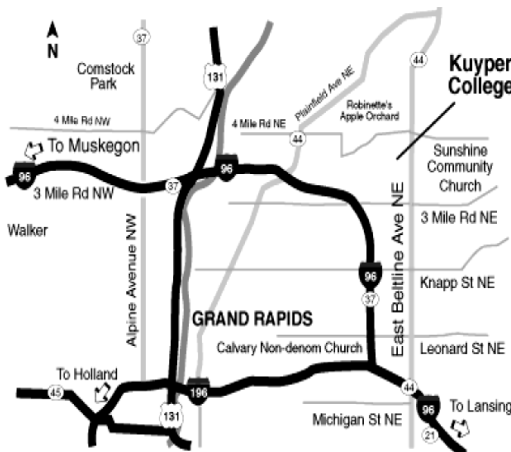 N
37
44
Comstock
Park
131
Plainfield Ave NE
Kuyper
College
Robinette's
Apple Orchard
4 Mile Rd NW
4 Mile Rd NE
44
To Muskegon
Sunshine
Community
Church
96
96
37
3 Mile Rd NW
3 Mile Rd NE
Walker
Alpine Avenue NW
East Beltline Ave NE
96
37
Knapp St NE
GRAND RAPIDS
Calvary Non-denom Church
Leonard St NE
To Holland
45
196
131
44
Michigan St NE
96
To Lansing
21